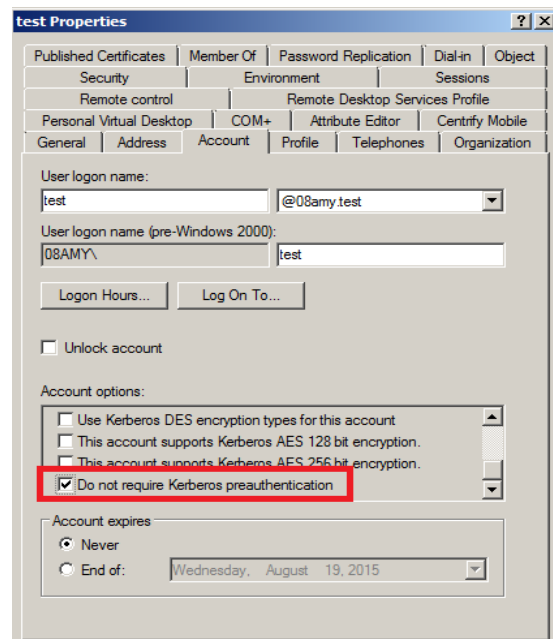 test Properties
Published Certificates Member Of Password Replication Dial-in Object
Security Environment Sessions
Remote control Remote Desktop Services Profile
Personal Virtual Desktop COM+ Attribute Editor Centrify Mobile
General Address Account Profile Telephones Organization
User logon name:
test @08amy.test
User logon name (pre-Windows 2000):
08AMY\ test
Logon Hours... Log On To...
Unlock account
Account options:
Use Kerberos DES encryption types for this account
This account supports Kerberos AES 128 bit encryption.
This account supports Kerberos AES 256 bit encryption.
Do not require Kerberos preauthentication
Account expires
Never
End of: Wednesday, August 19, 2015